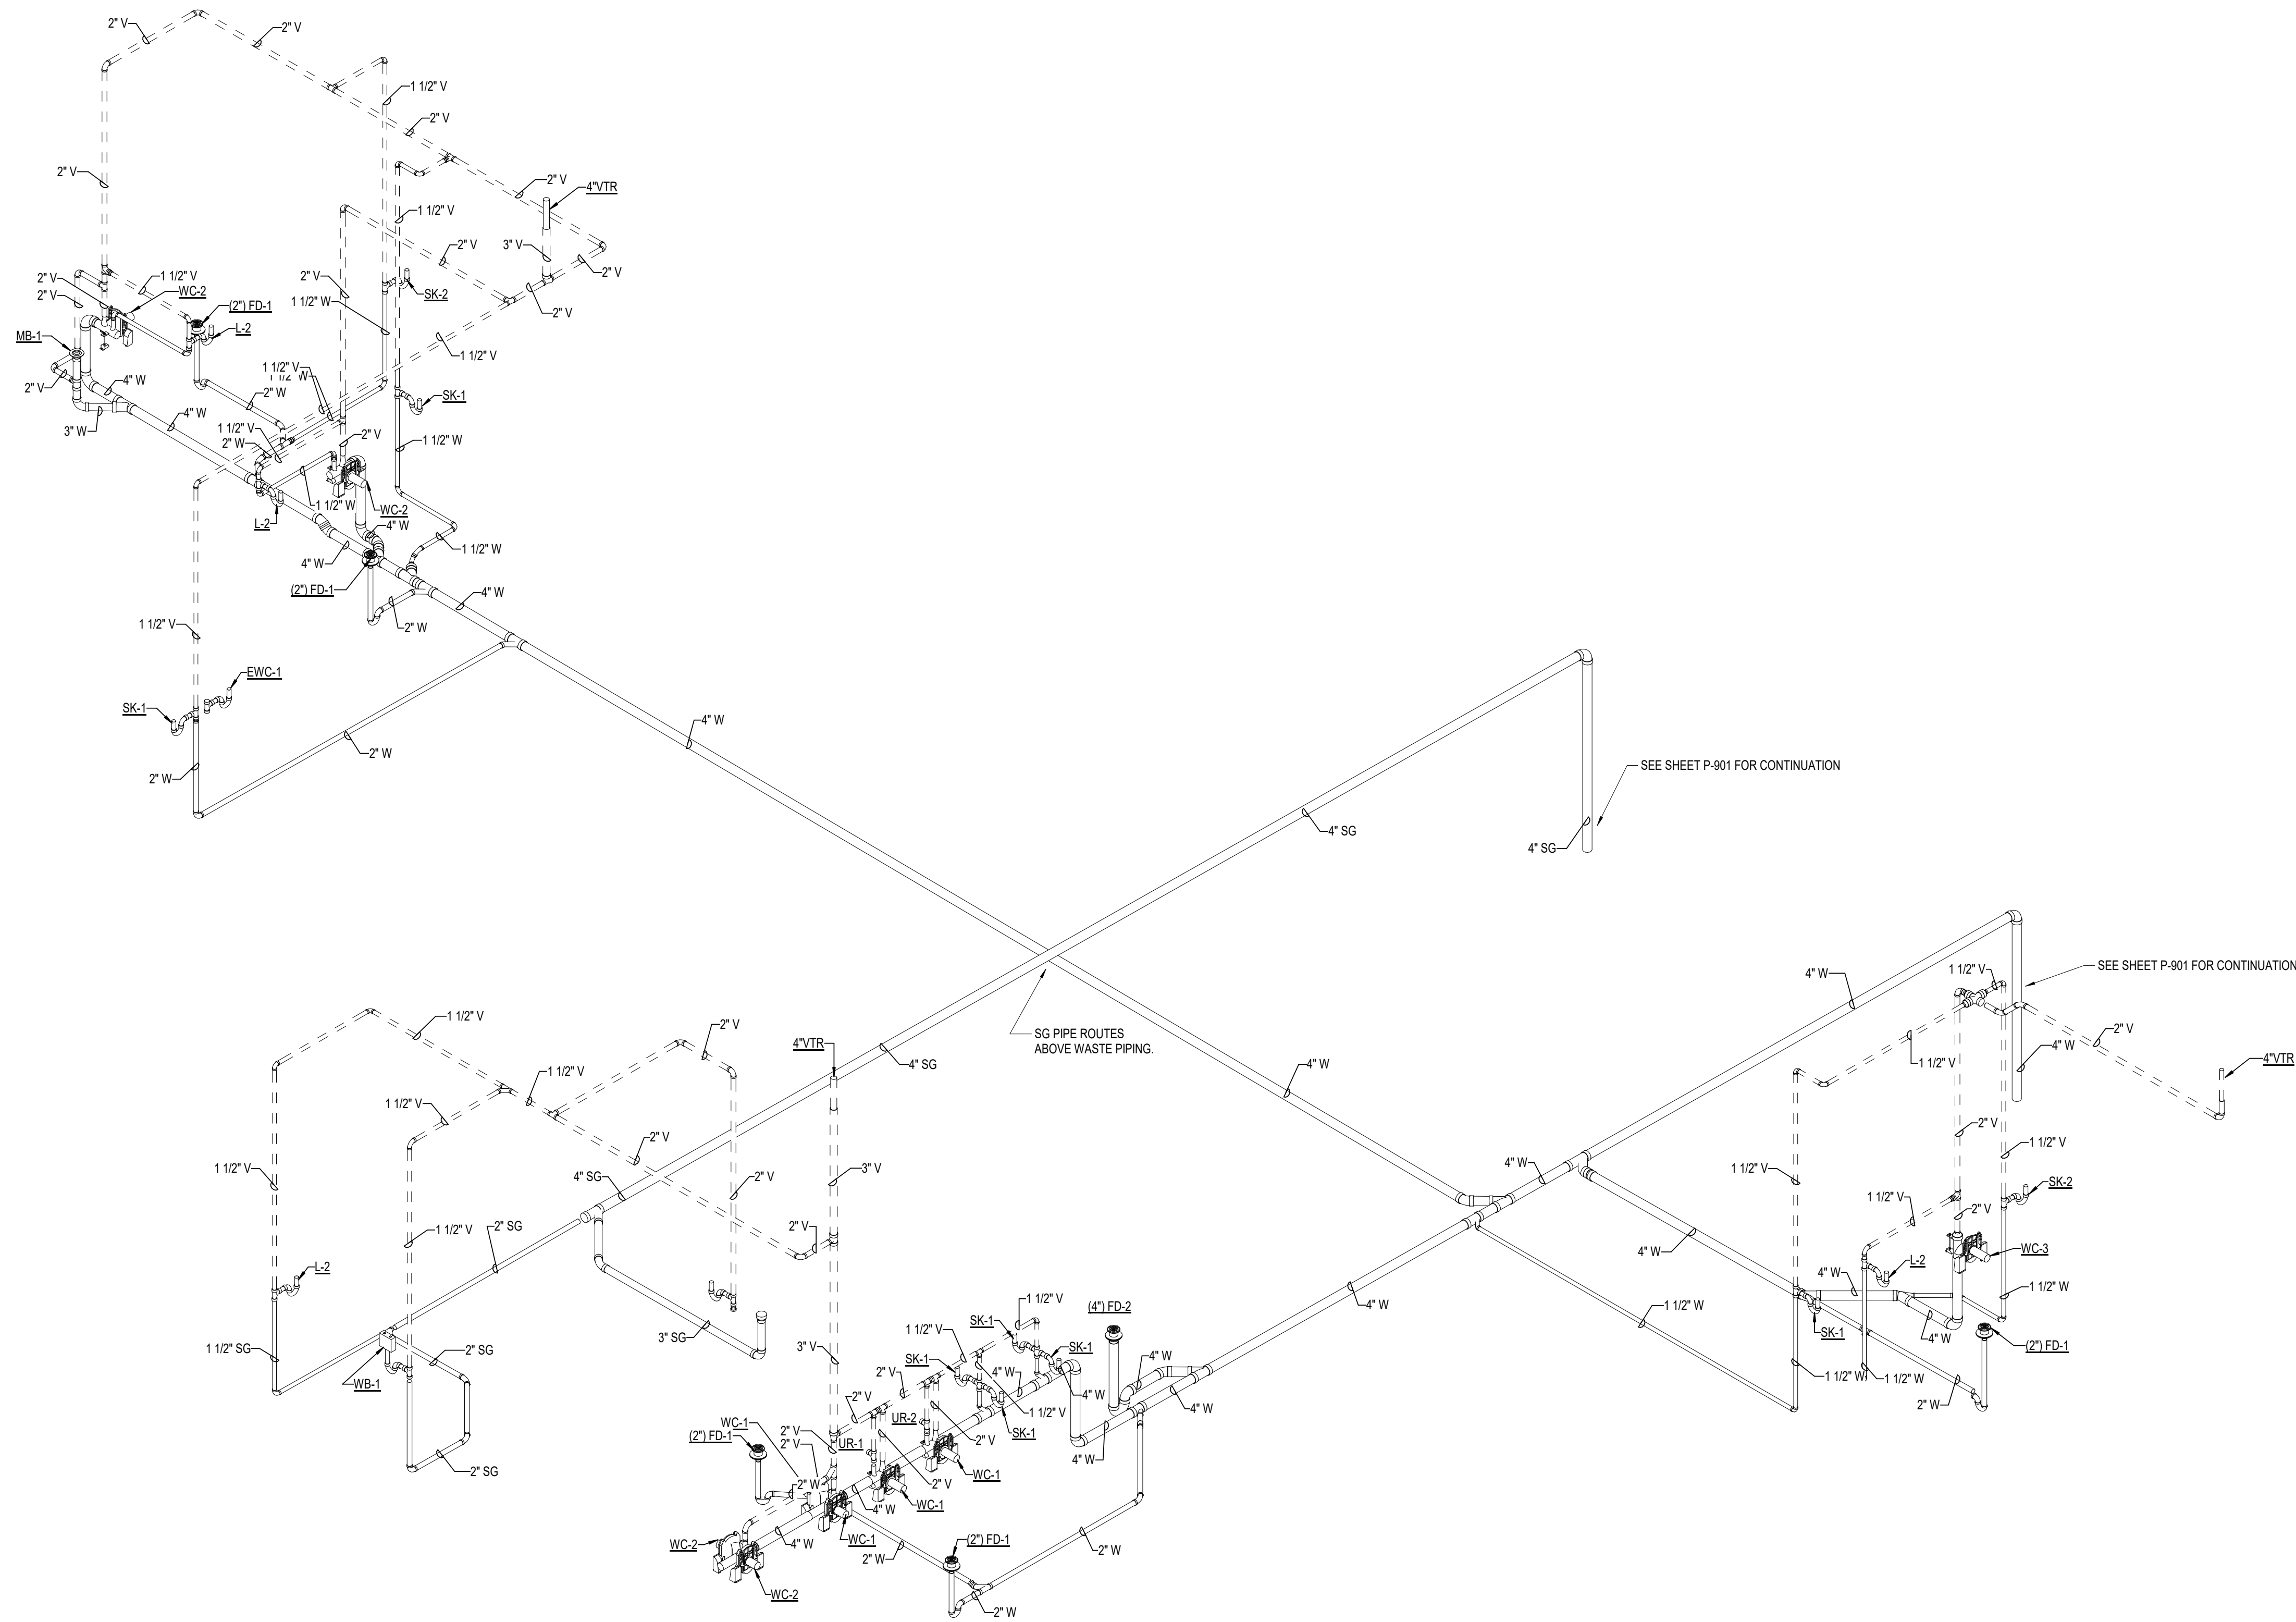 2" V
2" V
1 1/2" V
2" V
2" V
2" V
4"VTR
1 1/2" V
2" V
3" V
2" V
2" V
1 1/2" V
2" V
2" V
WC-2
SK-2
1 1/2" W
(2") FD-1
2" V
L-2
MB-1
1 1/2" V
1 1/2" V
1 1/2" W
4" W
2" V
2" W
SK-1
4" W
3" W
1 1/2" V
2" V
2" W
1 1/2" W
1 1/2" W
WC-2
L-2
4" W
1 1/2" W
4" W
(2") FD-1
4" W
1 1/2" V
2" W
EWC-1
SK-1
4" W
2" W
2" W
SEE SHEET P-901 FOR CONTINUATION
4" SG
4" SG
SEE SHEET P-901 FOR CONTINUATION
4" W
1 1/2" V
1 1/2" V
2" V
SG PIPE ROUTES
ABOVE WASTE PIPING.
2" V
4"VTR
4" W
4" SG
1 1/2" V
4"VTR
1 1/2" V
4" W
1 1/2" V
2" V
2" V
1 1/2" V
1 1/2" V
4" W
1 1/2" V
3" V
4" SG
2" V
SK-2
1 1/2" V
2" V
2" SG
1 1/2" V
2" V
4" W
WC-3
L-2
L-2
4" W
4" W
1 1/2" W
1 1/2" V
(4") FD-2
1 1/2" W
SK-1
3" SG
1 1/2" V
SK-1
4" W
1 1/2" SG
2" SG
3" V
SK-1
SK-1
4" W
(2") FD-1
WB-1
2" V
4" W
4" W
1 1/2" W
1 1/2" W
2" W
2" V
4" W
1 1/2" V
WC-1
UR-2
(2") FD-1
2" V
UR-1
2" V
2" V
SK-1
4" W
2" SG
2" W
2" V
WC-1
4" W
WC-1
WC-2
4" W
WC-1
2" W
(2") FD-1
2" W
WC-2
2" W